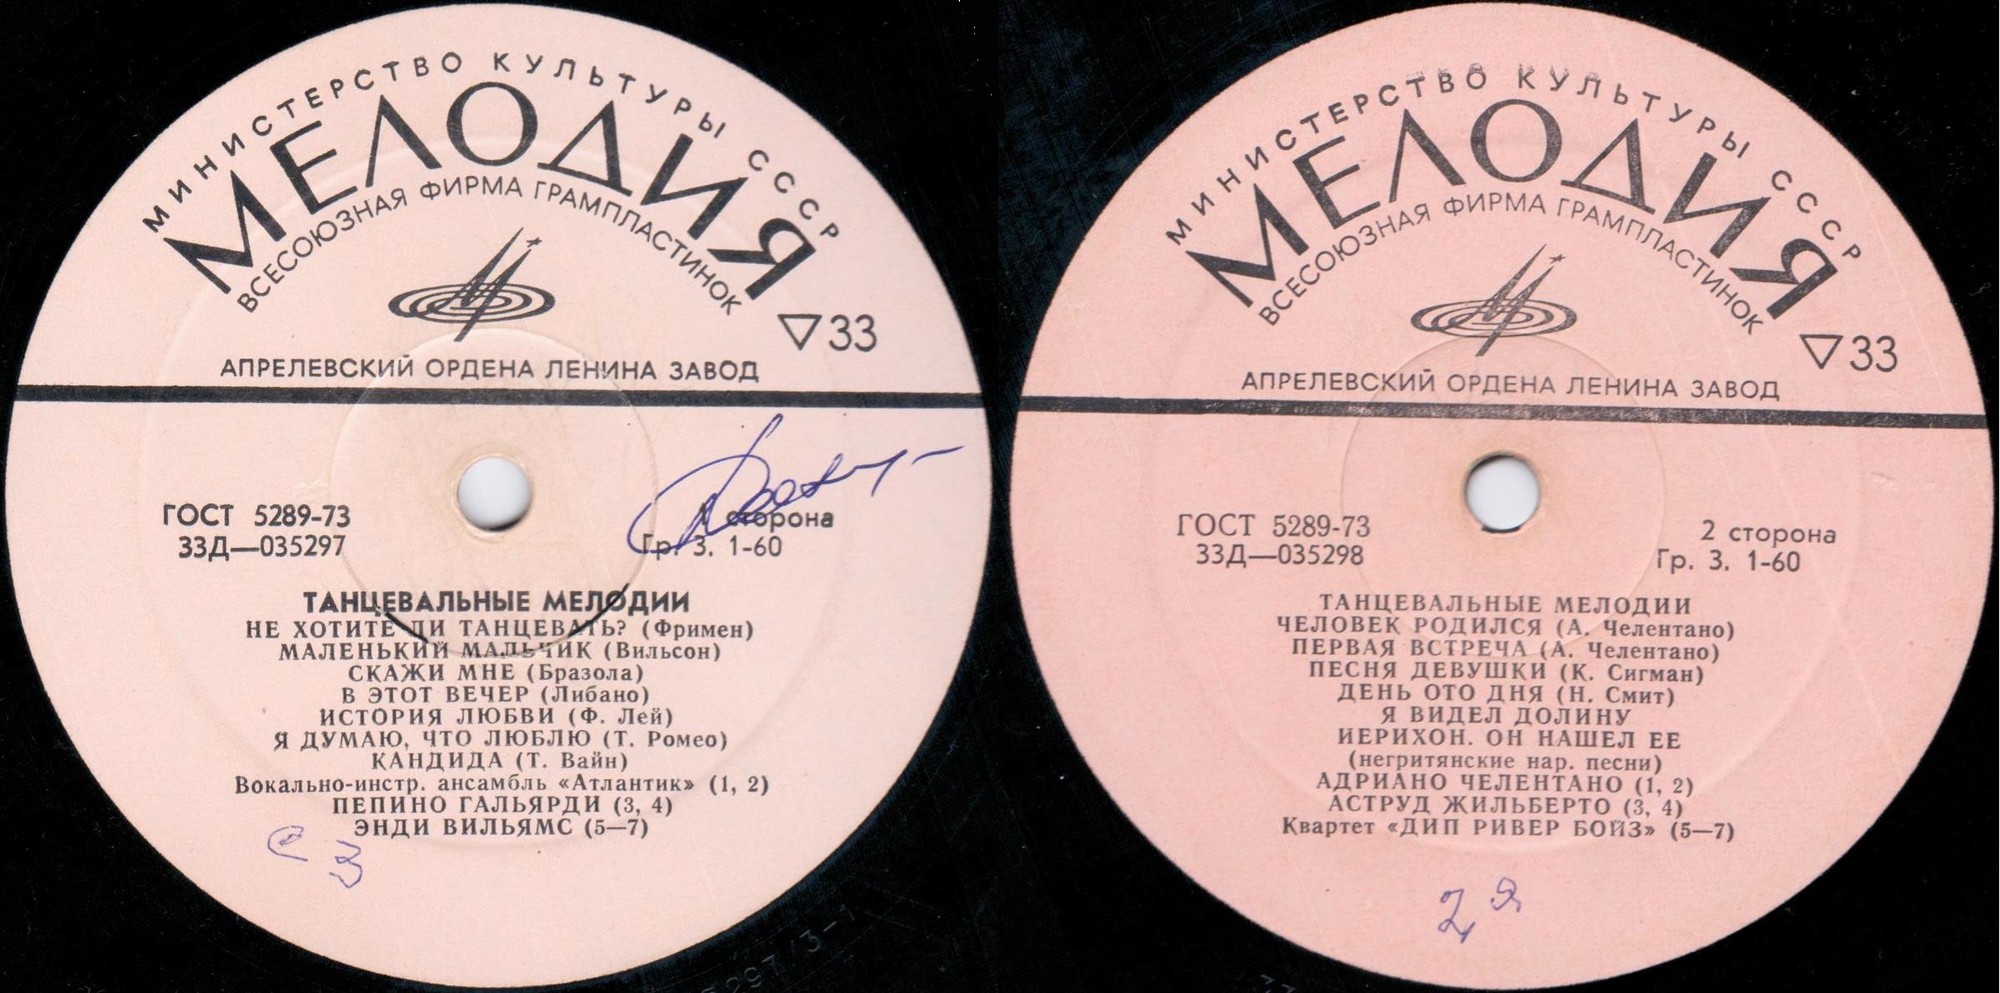 МИНИСТЕРСТВО КУЛЬТУРЫ СССР
МЕЛОДИЯ
ВСЕСОЮЗНАЯ ФИРМА ГРАМПЛАСТИНОК
33
АПРЕЛЕВСКИЙ ОРДЕНА ЛЕНИНА ЗАВОД
ГОСТ 5289-73
1 сторона
33Д—035297
Гр. 3. 1-60
ТАНЦЕВАЛЬНЫЕ МЕЛОДИИ
НЕ ХОТИТЕ ЛИ ТАНЦЕВАТЬ? (Фримен)
МАЛЕНЬКИЙ МАЛЬЧИК (Вильсон)
СКАЖИ МНЕ (Бразола)
В ЭТОТ ВЕЧЕР (Либано)
ИСТОРИЯ ЛЮБВИ (Ф. Лей)
Я ДУМАЮ, ЧТО ЛЮБЛЮ (Т. Ромео)
КАНДИДА (Т. Вайн)
Вокально-инстр. ансамбль «Атлантик» (1, 2)
ПЕПИНО ГАЛЬЯРДИ (3, 4)
ЭНДИ ВИЛЬЯМС (5—7)
МИНИСТЕРСТВО КУЛЬТУРЫ СССР
МЕЛОДИЯ
ВСЕСОЮЗНАЯ ФИРМА ГРАМПЛАСТИНОК
33
АПРЕЛЕВСКИЙ ОРДЕНА ЛЕНИНА ЗАВОД
ГОСТ 5289-73
2 сторона
33Д—035298
Гр. 3. 1-60
ТАНЦЕВАЛЬНЫЕ МЕЛОДИИ
ЧЕЛОВЕК РОДИЛСЯ (А. Челентано)
ПЕРВАЯ ВСТРЕЧА (А. Челентано)
ПЕСНЯ ДЕВУШКИ (К. Сигман)
ДЕНЬ ОТО ДНЯ (Н. Смит)
Я ВИДЕЛ ДОЛИНУ
ИЕРИХОН. ОН НАШЕЛ ЕЕ
(негритянские нар. песни)
АДРИАНО ЧЕЛЕНТАНО (1, 2)
АСТРУД ЖИЛЬБЕРТО (3, 4)
Квартет «ДИП РИВЕР БОЙЗ» (5—7)
2 я